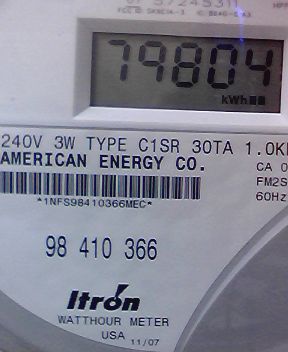 79804
kWh
240V 3W TYPE C1SR 30TA 1.0K
AMERICAN ENERGY CO.
CA 0
FM2S
60Hz
*1NFS98410366MEC*
98 410 366
Itrón
WATTHOUR METER
USA 11/07